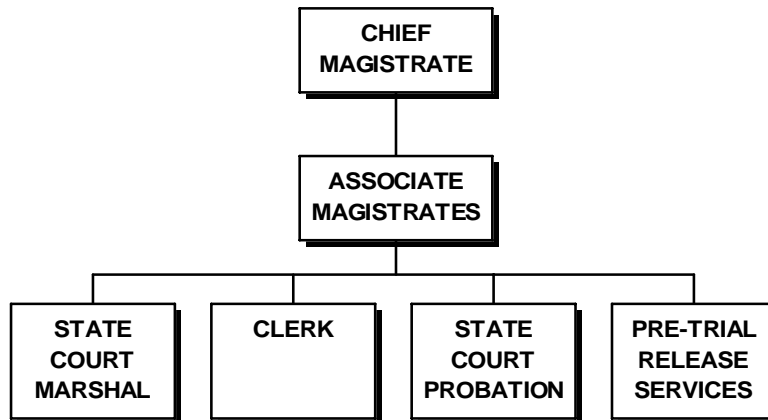 CHIEF
MAGISTRATE
ASSOCIATE
MAGISTRATES
STATE
COURT
MARSHAL
CLERK
STATE
COURT
PROBATION
PRE-TRIAL
RELEASE
SERVICES